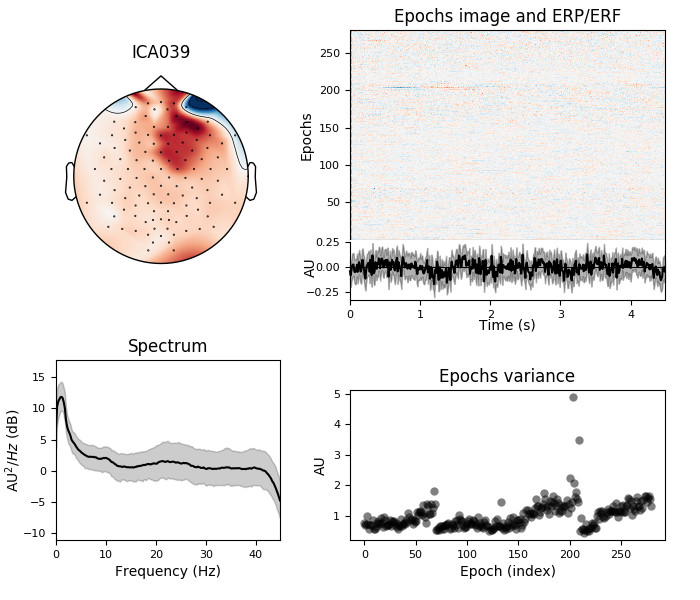 ICA039
Epochs image and ERP/ERF
Epochs
250
200
150
100
50
AU
0.25
0.00
−0.25
0 1 2 3 4
Time (s)
Spectrum
AU²/Hz (dB)
15
10
5
0
−5
−10
0 10 20 30 40
Frequency (Hz)
Epochs variance
AU
5
4
3
2
1
0 50 100 150 200 250
Epoch (index)